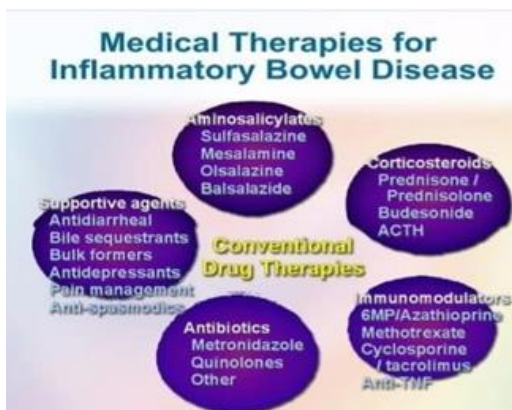 Medical Therapies for
Inflammatory Bowel Disease
Aminosalicylates
Sulfasalazine
Mesalamine
Olsalazine
Balsalazide
Corticosteroids
Prednisone /
Prednisolone
Budesonide
ACTH
Supportive agents
Antidiarrheal
Bile sequestrants
Bulk formers
Antidepressants
Pain management
Anti-spasmodics
Conventional
Drug Therapies
Antibiotics
Metronidazole
Quinolones
Other
Immunomodulators
6MP/Azathioprine
Methotrexate
Cyclosporine
/ tacrolimus
Anti-TNF